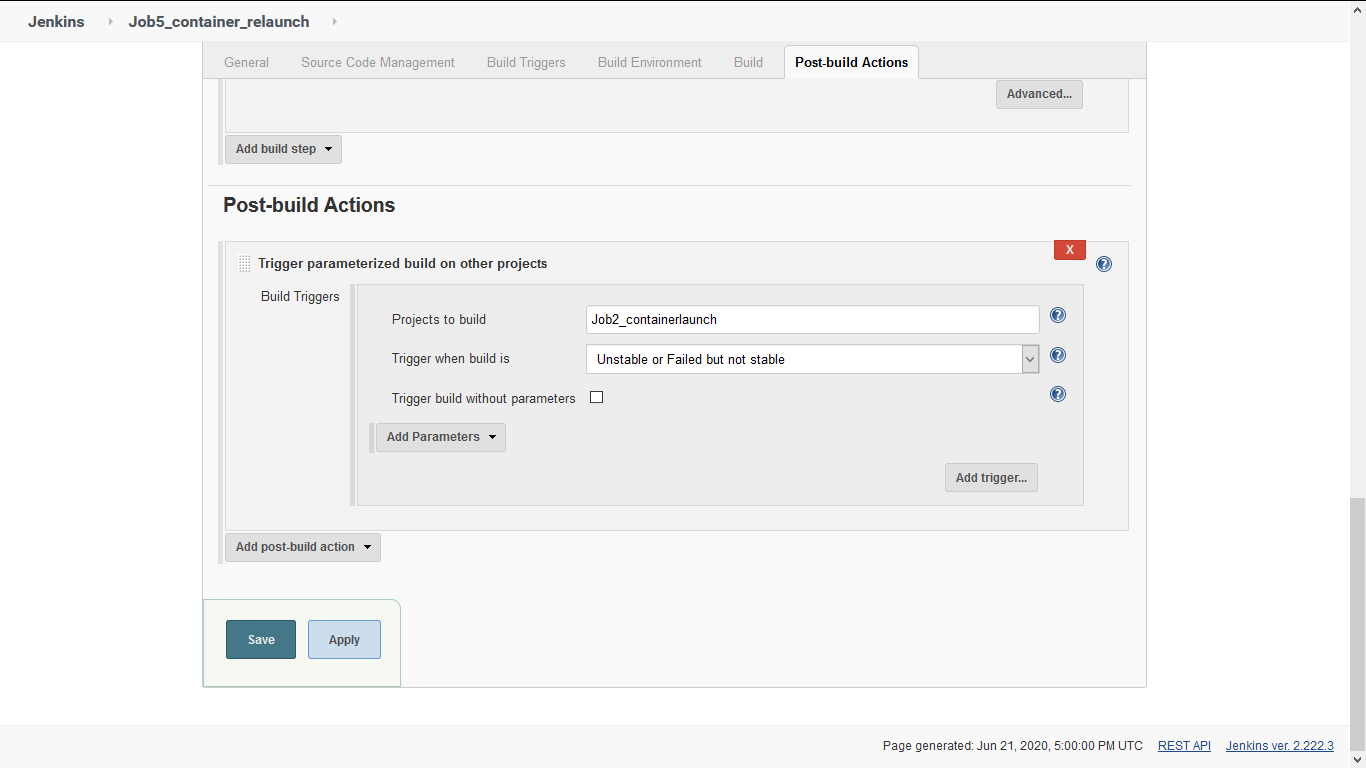 Jenkins Job5_container_relaunch
General Source Code Management Build Triggers Build Environment Build Post-build Actions
Advanced...
Add build step
Post-build Actions
X
Trigger parameterized build on other projects ?
Build Triggers
Projects to build Job2_containerlaunch ?
Trigger when build is Unstable or Failed but not stable ?
Trigger build without parameters ?
Add Parameters
Add trigger...
Add post-build action
Save Apply
Page generated: Jun 21, 2020, 5:00:00 PM UTC REST API Jenkins ver. 2.222.3